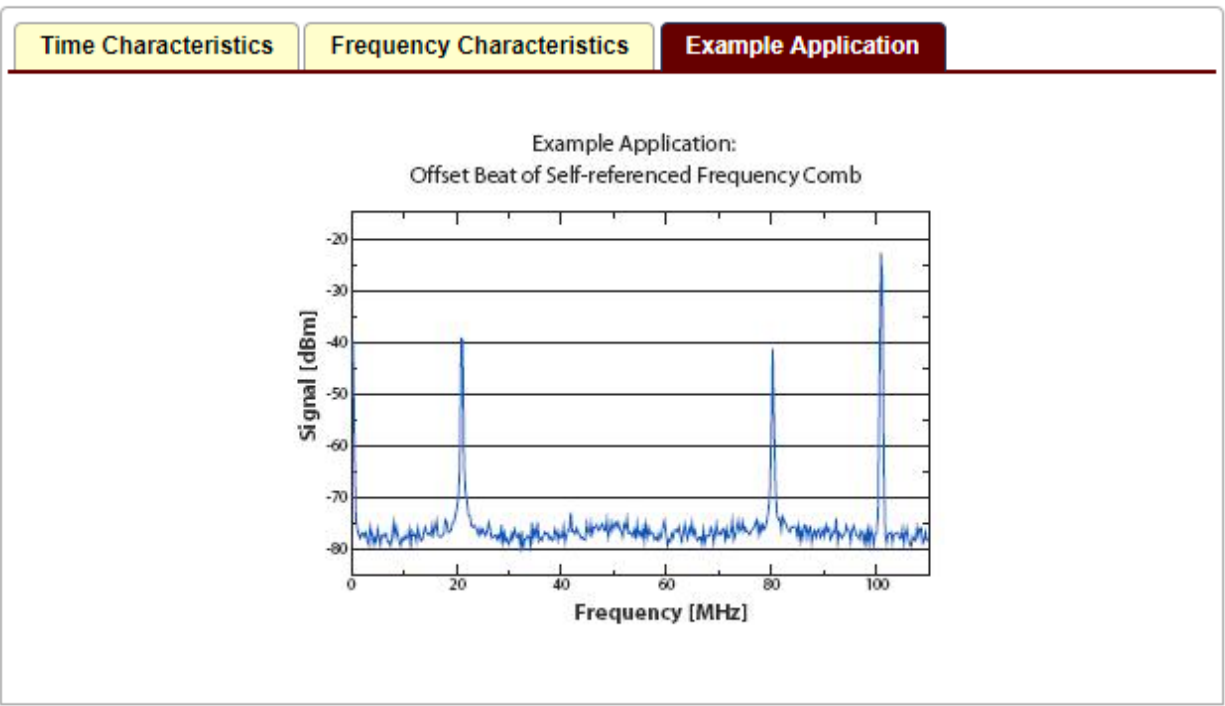 Time Characteristics
Frequency Characteristics
Example Application
Example Application:
Offset Beat of Self-referenced Frequency Comb
-20
-30
-40
-50
-60
-70
-80
Signal [dBm]
0 20 40 60 80 100
Frequency [MHz]